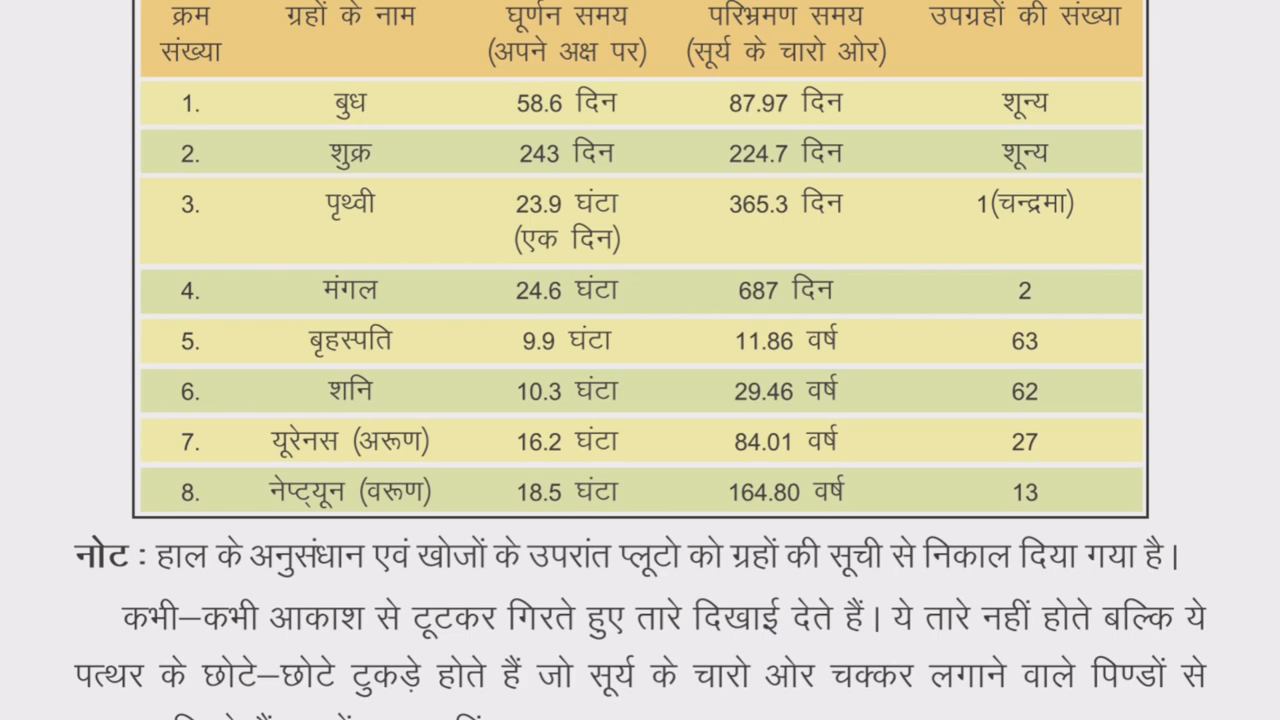 क्रम ग्रहों के नाम घूर्णन समय परिभ्रमण समय उपग्रहों की संख्या
संख्या (अपने अक्ष पर) (सूर्य के चारो ओर)
1. बुध 58.6 दिन 87.97 दिन शून्य
2. शुक्र 243 दिन 224.7 दिन शून्य
3. पृथ्वी 23.9 घंटा 365.3 दिन 1(चन्द्रमा)
(एक दिन)
4. मंगल 24.6 घंटा 687 दिन 2
5. बृहस्पति 9.9 घंटा 11.86 वर्ष 63
6. शनि 10.3 घंटा 29.46 वर्ष 62
7. यूरेनस (अरूण) 16.2 घंटा 84.01 वर्ष 27
8. नेप्ट्यून (वरूण) 18.5 घंटा 164.80 वर्ष 13
नोट : हाल के अनुसंधान एवं खोजों के उपरांत प्लूटो को ग्रहों की सूची से निकाल दिया गया है।
कभी–कभी आकाश से टूटकर गिरते हुए तारे दिखाई देते हैं। ये तारे नहीं होते बल्कि ये
पत्थर के छोटे–छोटे टुकड़े होते हैं जो सूर्य के चारो ओर चक्कर लगाने वाले पिण्डों से